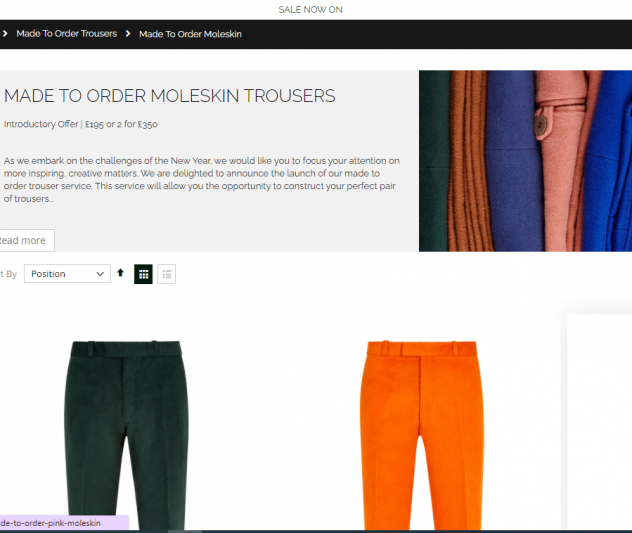 SALE NOW ON
Made To Order Trousers
Made To Order Moleskin
MADE TO ORDER MOLESKIN TROUSERS
Introductory Offer | £195 or 2 for £350
As we embark on the challenges of the New Year, we would like you to focus your attention on
more inspiring, creative matters. We are delighted to announce the launch of our made to
order trouser service. This service will allow you the opportunity to construct your perfect pair
of trousers...
Read more
t By
Position
de-to-order-pink-moleskin